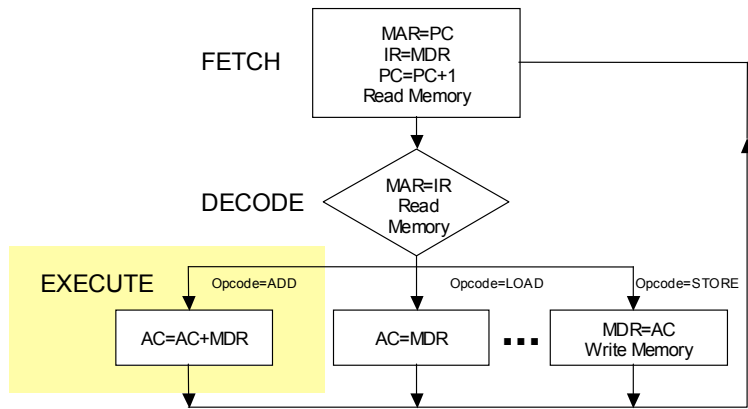 FETCH
MAR=PC
IR=MDR
PC=PC+1
Read Memory
DECODE
MAR=IR
Read
Memory
EXECUTE
Opcode=ADD
Opcode=LOAD
Opcode=STORE
AC=AC+MDR
AC=MDR
MDR=AC
Write Memory